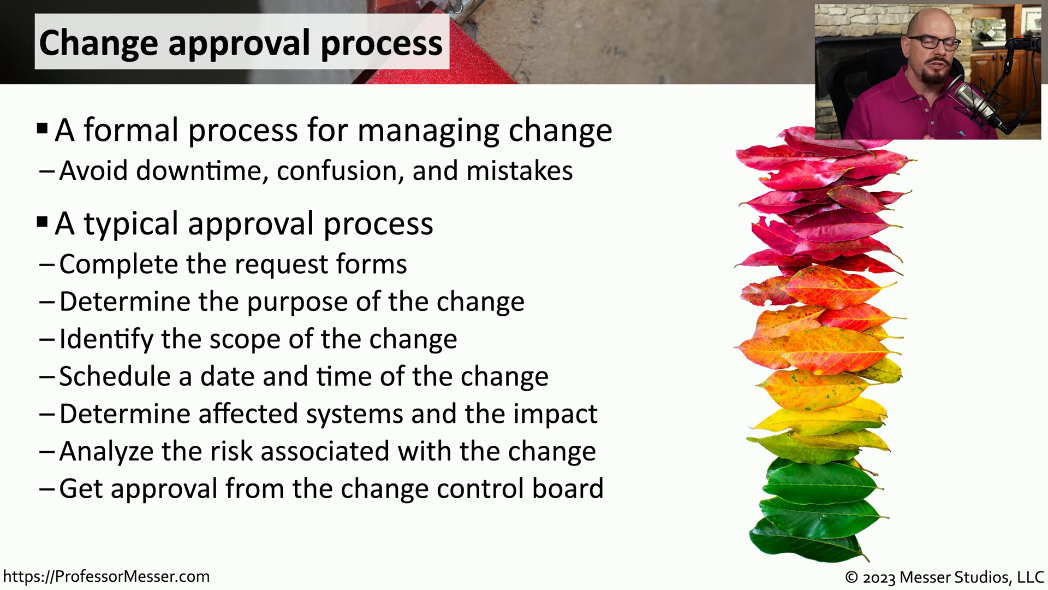 Change approval process
▪ A formal process for managing change
– Avoid downtime, confusion, and mistakes
▪ A typical approval process
– Complete the request forms
– Determine the purpose of the change
– Identify the scope of the change
– Schedule a date and time of the change
– Determine affected systems and the impact
– Analyze the risk associated with the change
– Get approval from the change control board
https://ProfessorMesser.com
© 2023 Messer Studios, LLC